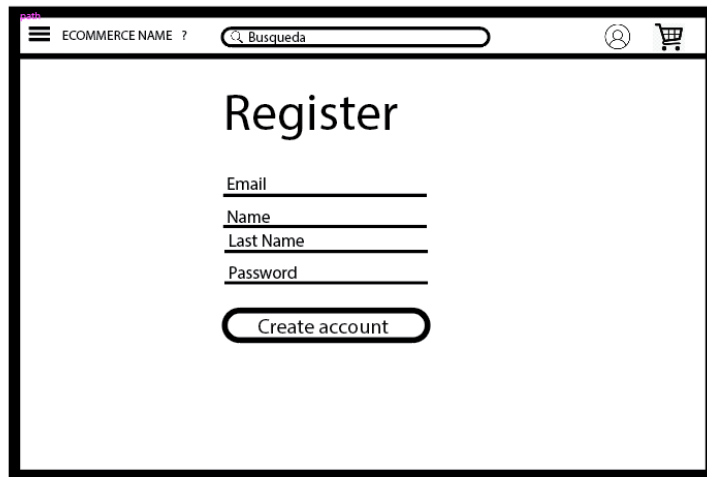 path
ECOMMERCE NAME ? Busqueda
Register
Email
Name
Last Name
Password
Create account